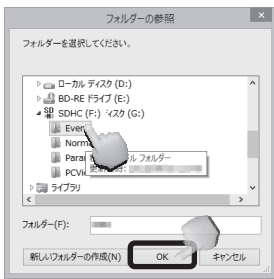 フォルダーの参照
フォルダーを選択してください。
ローカル ディスク (D:)
BD-RE ドライブ (E:)
SDHC (F:)
ィスク (G:)
Even
Norm
Para
フォルダー
PCVi
ライブラリ
フォルダー(F):
新しいフォルダーの作成(N)
OK
キャンセル